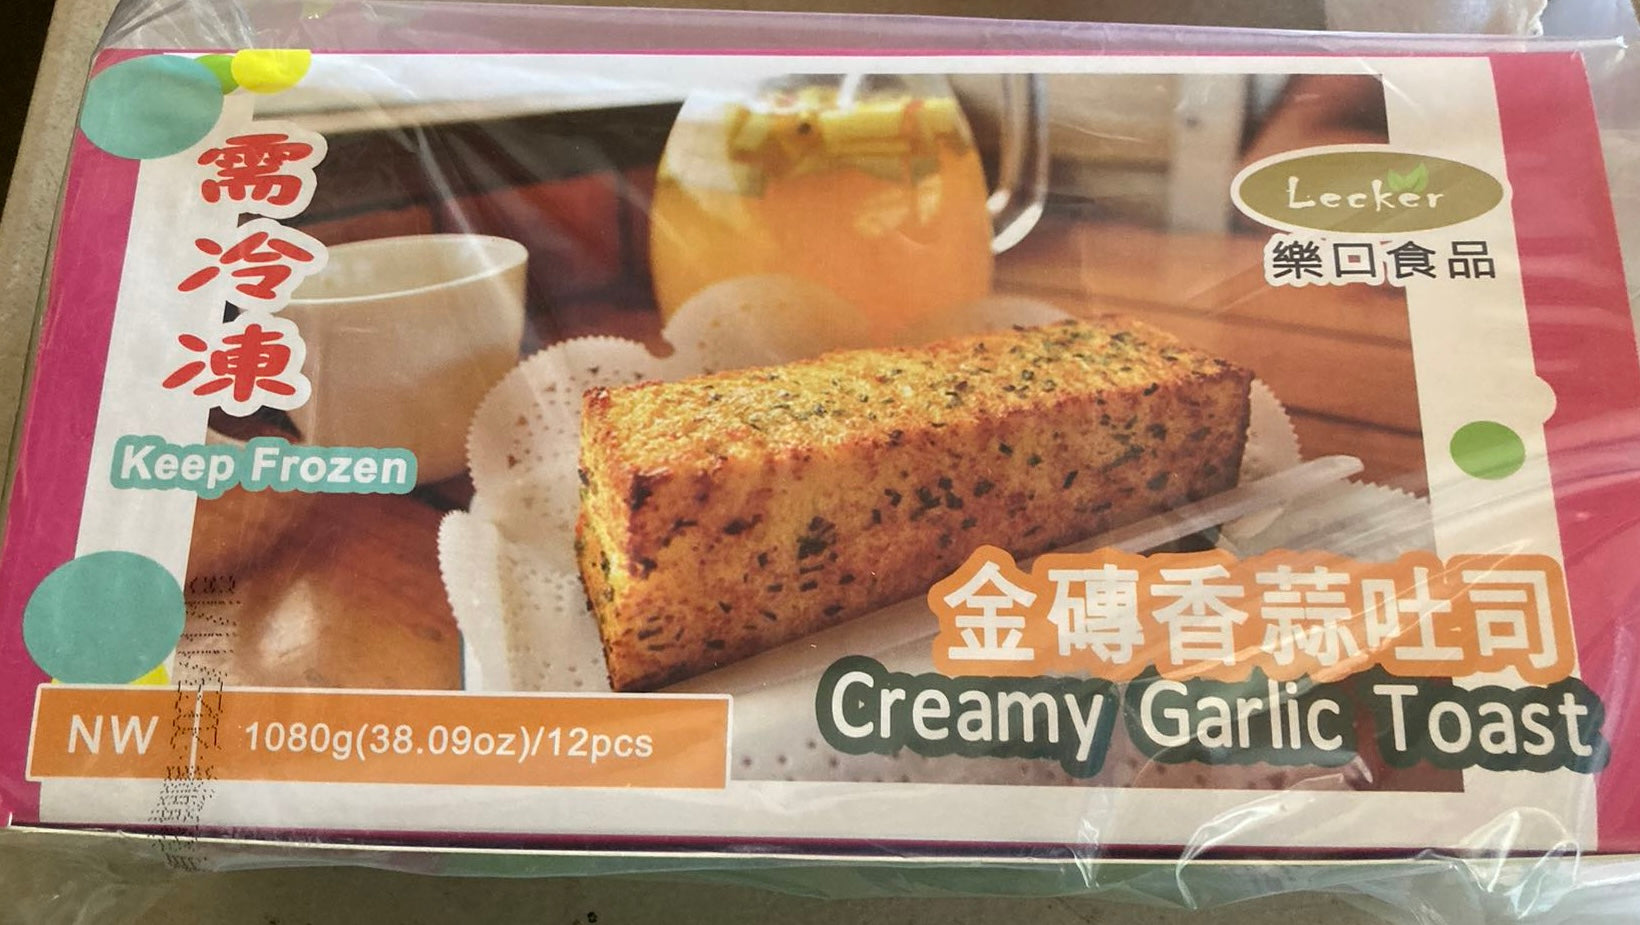 需冷凍
Keep Frozen
Lecker
樂口食品
金磚香蒜吐司
Creamy Garlic Toast
NW
1080g(38.09oz)/12pcs